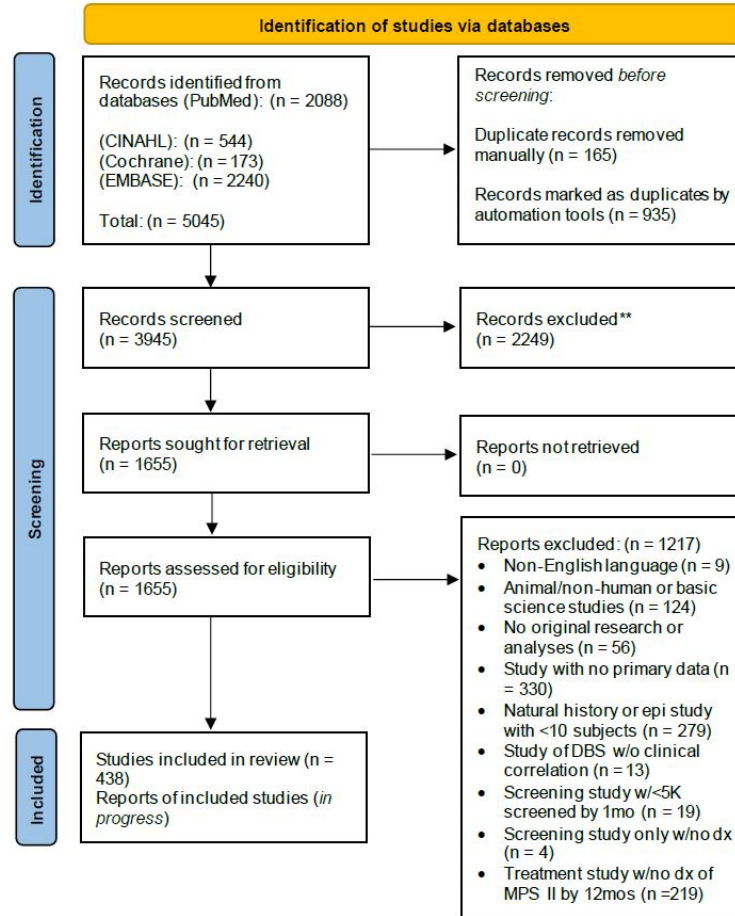 Identification of studies via databases
Identification
Records identified from
databases (PubMed): (n = 2088)
(CINAHL): (n = 544)
(Cochrane): (n = 173)
(EMBASE): (n = 2240)
Total: (n = 5045)
Records removed before
screening:
Duplicate records removed
manually (n = 165)
Records marked as duplicates by
automation tools (n = 935)
Screening
Records screened
(n = 3945)
Records excluded**
(n = 2249)
Reports sought for retrieval
(n = 1655)
Reports not retrieved
(n = 0)
Reports assessed for eligibility
(n = 1655)
Reports excluded: (n = 1217)
• Non-English language (n = 9)
• Animal/non-human or basic
science studies (n = 124)
• No original research or
analyses (n = 56)
• Study with no primary data (n
= 330)
• Natural history or epi study
with <10 subjects (n = 279)
• Study of DBS w/o clinical
correlation (n = 13)
• Screening study w/<5K
screened by 1mo (n = 19)
• Screening study only w/no dx
(n = 4)
• Treatment study w/no dx of
MPS II by 12mos (n =219)
Included
Studies included in review (n =
438)
Reports of included studies (in
progress)